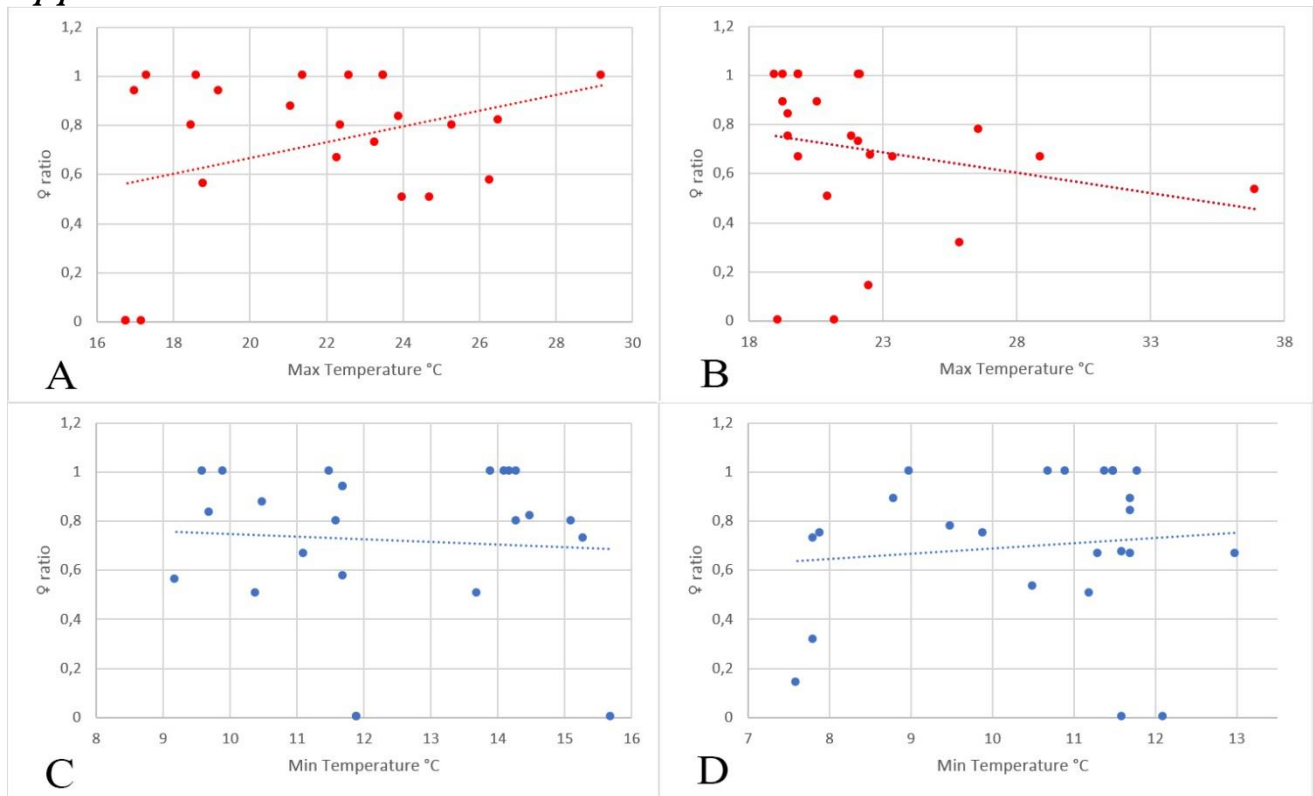 1,2
1
0,8
0,6
0,4
0,2
0
♀ ratio
16 18 20 22 24 26 28 30
Max Temperature °C
A
1,2
1
0,8
0,6
0,4
0,2
0
♀ ratio
18 23 28 33 38
Max Temperature °C
B
1,2
1
0,8
0,6
0,4
0,2
0
♀ ratio
8 9 10 11 12 13 14 15 16
Min Temperature °C
C
1,2
1
0,8
0,6
0,4
0,2
0
♀ ratio
7 8 9 10 11 12 13
Min Temperature °C
D